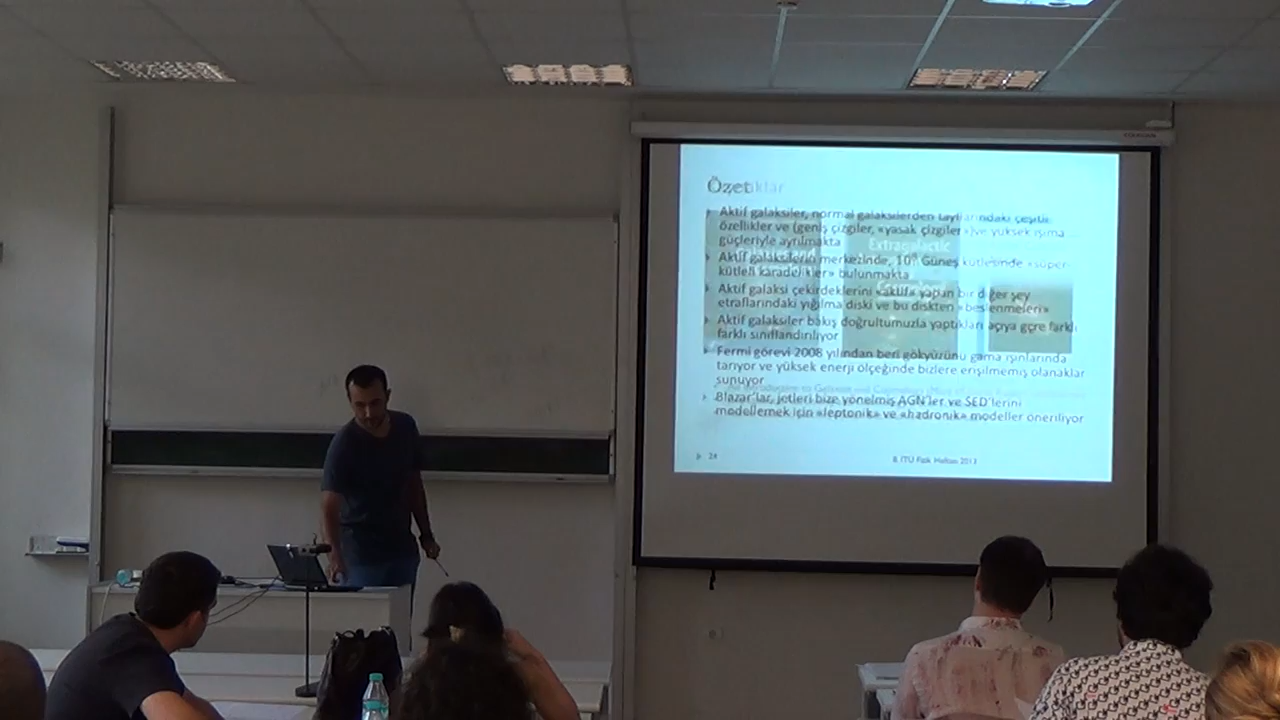 Özet
Aktif galaksiler, normal galaksilerden tayflarındaki çeşitli
özellikler ve (geniş çizgiler, «yasak çizgiler»)ve yüksek ışıma
güçleriyle ayrılmakta
Aktif galaksilerin merkezinde, Güneş kütlesinde «süper
kütleli karadelikler» bulunmakta
Aktif galaksi çekirdeklerini «aktif» yapan bir diğer şey
etraflarındaki yığılma diski ve bu diskten «beslenmeleri»
Aktif galaksiler bakış doğrultumuzla yaptıkları açıya göre farklı
farklı sınıflandırılıyor
Fermi görevi 2008 yılından beri gökyüzünü gama ışınlarında
tarıyor ve yüksek enerji ölçeğinde bizlere erişilmemiş olanaklar
sunuyor
Blazar'lar, jetleri bize yönelmiş AGN'ler ve SED'lerini
modellemek için «leptonik» ve «hadronik» modeller öneriliyor
Extragalactic
24
8. İTÜ Fizik Haftası 2013